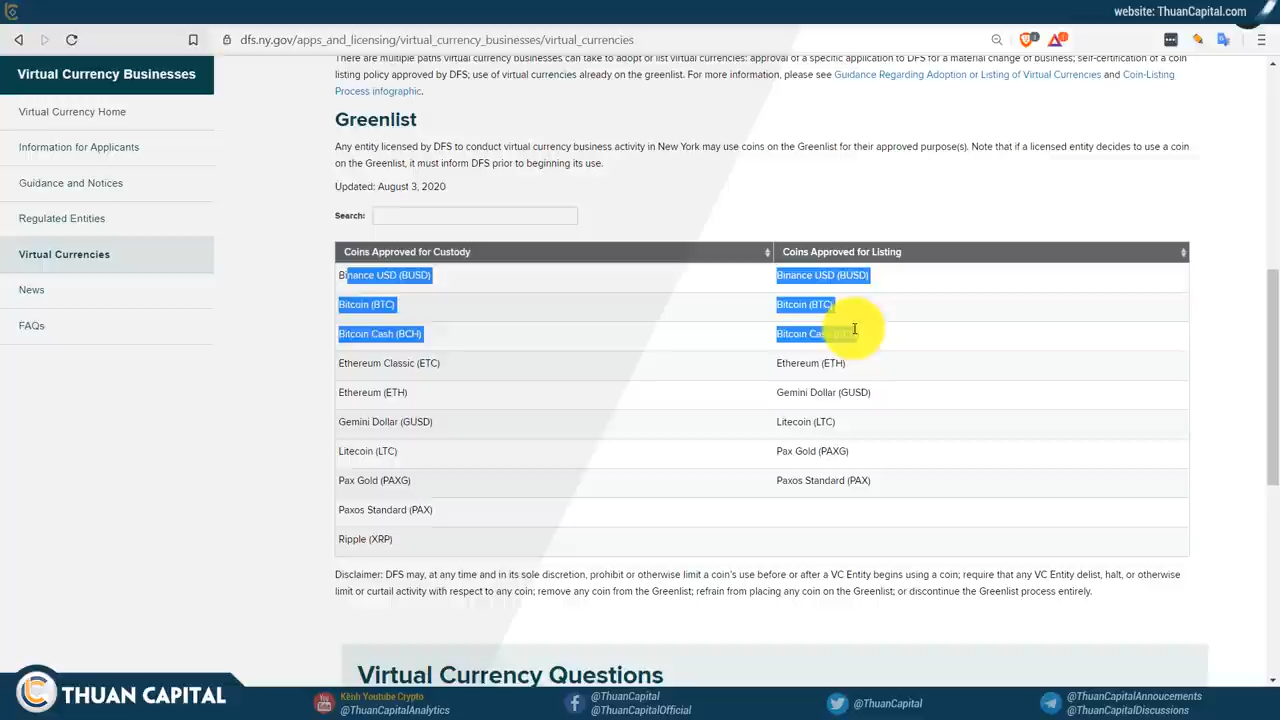 website: ThuanCapital.com
dfs.ny.gov/apps_and_licensing/virtual_currency_businesses/virtual_currencies
Virtual Currency Businesses
Virtual Currency Home
Information for Applicants
Guidance and Notices
Regulated Entities
Virtual Currencies
News
FAQs
There are multiple paths virtual currency businesses can take to adopt or list virtual currencies: approval of a specific application to DFS for a material change of business; self-certification of a coin
listing policy approved by DFS; use of virtual currencies already on the greenlist. For more information, please see Guidance Regarding Adoption or Listing of Virtual Currencies and Coin-Listing
Process infographic.
Greenlist
Any entity licensed by DFS to conduct virtual currency business activity in New York may use coins on the Greenlist for their approved purpose(s). Note that if a licensed entity decides to use a coin
on the Greenlist, it must inform DFS prior to beginning its use.
Updated: August 3, 2020
Search:
Coins Approved for Custody Coins Approved for Listing
Binance USD (BUSD) Binance USD (BUSD)
Bitcoin (BTC) Bitcoin (BTC)
Bitcoin Cash (BCH) Bitcoin Cash
Ethereum Classic (ETC) Ethereum (ETH)
Ethereum (ETH) Gemini Dollar (GUSD)
Gemini Dollar (GUSD) Litecoin (LTC)
Litecoin (LTC) Pax Gold (PAXG)
Pax Gold (PAXG) Paxos Standard (PAX)
Paxos Standard (PAX)
Ripple (XRP)
Disclaimer: DFS may, at any time and in its sole discretion, prohibit or otherwise limit a coin's use before or after a VC Entity begins using a coin; require that any VC Entity delist, halt, or otherwise
limit or curtail activity with respect to any coin; remove any coin from the Greenlist; refrain from placing any coin on the Greenlist; or discontinue the Greenlist process entirely.
Virtual Currency Questions
THUAN CAPITAL
Kênh Youtube Crypto
@ThuanCapitalAnalytics
@ThuanCapital
@ThuanCapitalOfficial
@ThuanCapital
@ThuanCapitalAnnoucements
@ThuanCapitalDiscussions